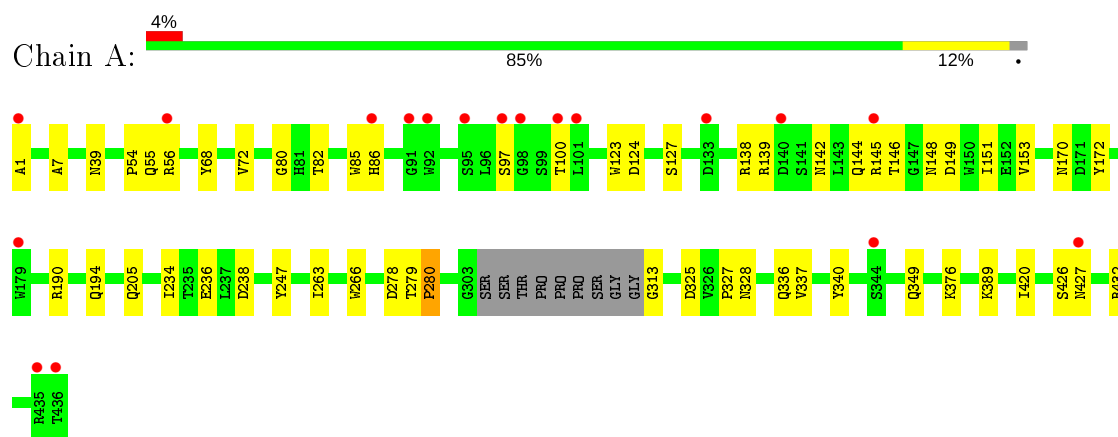 4%
Chain A:
85% 12% •
A1 A7 N39 P54 Q55 R56 Y68 V72 G80 H81 T82 W85 H86 G91 W92 S95 L96 S97 G98 S99 T100 L101 W123 D124 S127 D133 R138 R139 D140 S141 N142 L143 Q144 R145 T146 G147 N148 D149 W150 I151 E152 V153 N170 D171 Y172
W179 R190 Q194 Q205 I234 T235 E236 L237 D238 Y247 I263 W266 D278 T279 P280 G303 SER SER THR PRO PRO PRO SER GLY GLY G313 D325 V326 P327 N328 Q336 V337 Y340 S344 Q349 K376 K389 I420 S426 N427
R435 T436